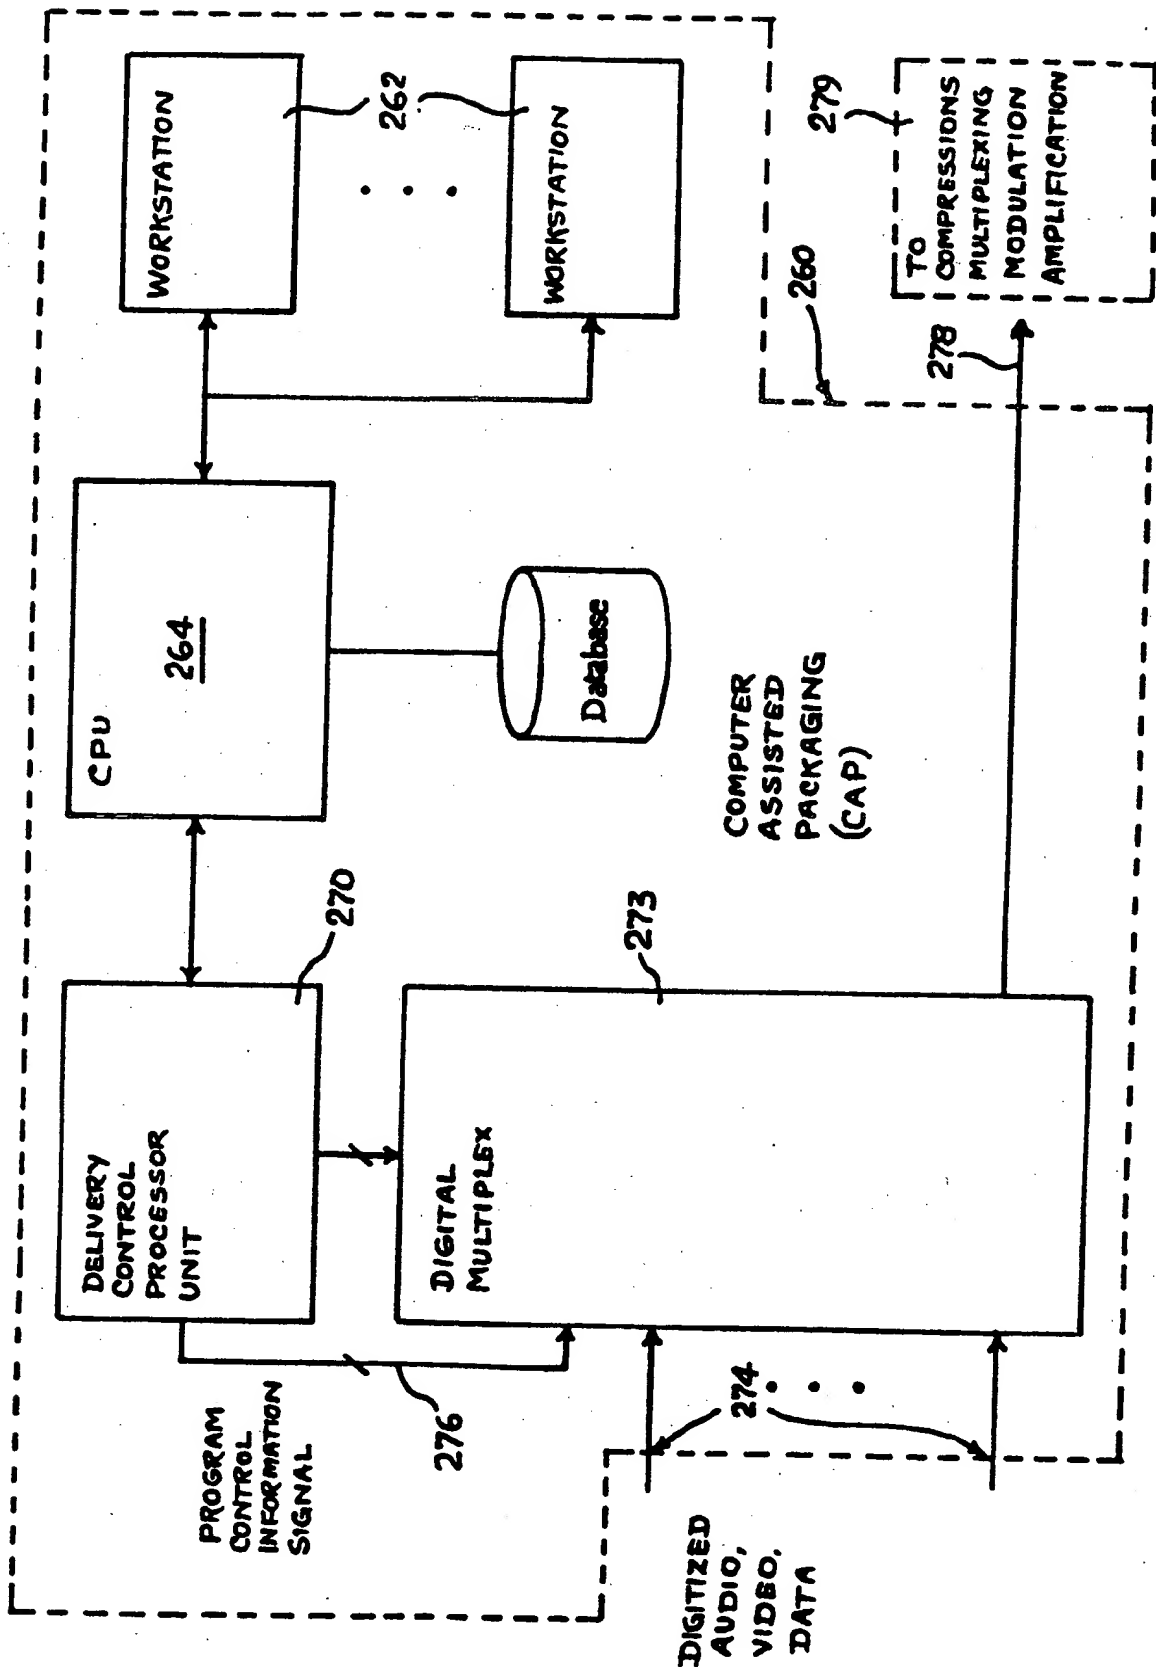 DELIVERY
CONTROL
PROCESSOR
UNIT
270
CPU
264
WORKSTATION
262
WORKSTATION
Database
PROGRAM
CONTROL
INFORMATION
SIGNAL
276
DIGITAL
MULTIPLEX
273
COMPUTER
ASSISTED
PACKAGING
(CAP)
260
DIGITIZED
AUDIO,
VIDEO,
DATA
274
278
279
TO
COMPRESSIONS
MULTIPLEXING
MODULATION
AMPLIFICATION